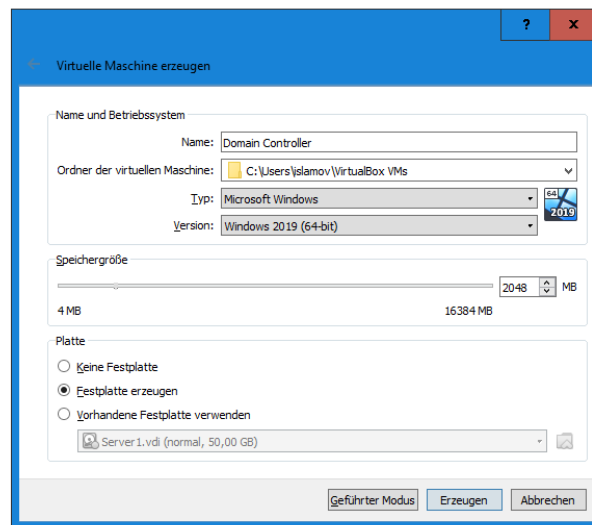 ?
x
Virtuelle Maschine erzeugen
Name und Betriebssystem
Name: Domain Controller
Ordner der virtuellen Maschine: C:\Users\islamov\VirtualBox VMs
Typ: Microsoft Windows
64
2019
Version: Windows 2019 (64-bit)
Speichergröße
2048 MB
4 MB 16384 MB
Platte
Keine Festplatte
Festplatte erzeugen
Vorhandene Festplatte verwenden
Server1.vdi (normal, 50,00 GB)
Geführter Modus Erzeugen Abbrechen